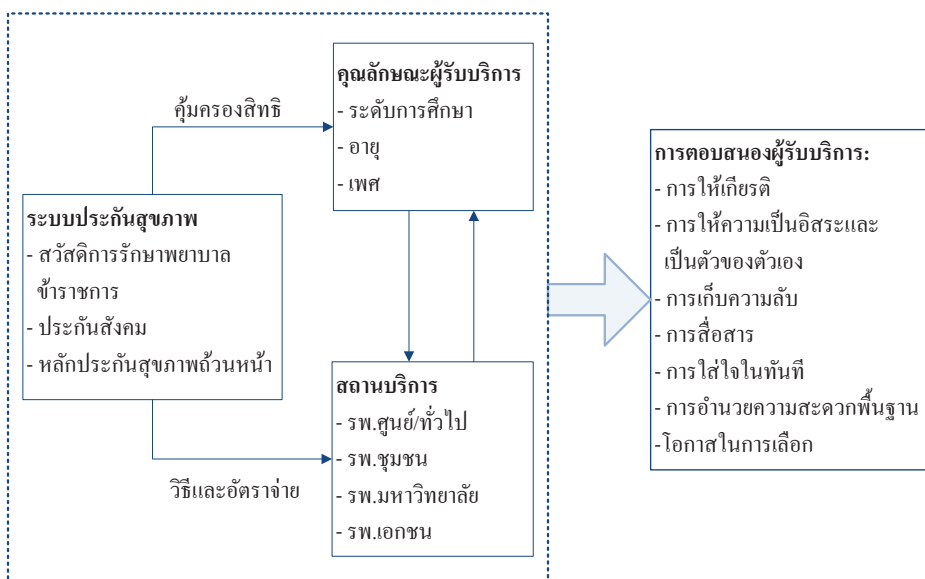 คุณลักษณะผู้รับบริการ
- ระดับการศึกษา
- อายุ
- เพศ
คุ้มครองสิทธิ
ระบบประกันสุขภาพ
- สวัสดิการรักษาพยาบาล
ข้าราชการ
- ประกันสังคม
- หลักประกันสุขภาพถ้วนหน้า
วิธีและอัตราจ่าย
สถานบริการ
- รพ.ศูนย์/ทั่วไป
- รพ.ชุมชน
- รพ.มหาวิทยาลัย
- รพ.เอกชน
การตอบสนองผู้รับบริการ:
- การให้เกียรติ
- การให้ความเป็นอิสระและ
เป็นตัวของตัวเอง
- การเก็บความลับ
- การสื่อสาร
- การใส่ใจในทันที
- การอำนวยความสะดวกพื้นฐาน
-โอกาสในการเลือก